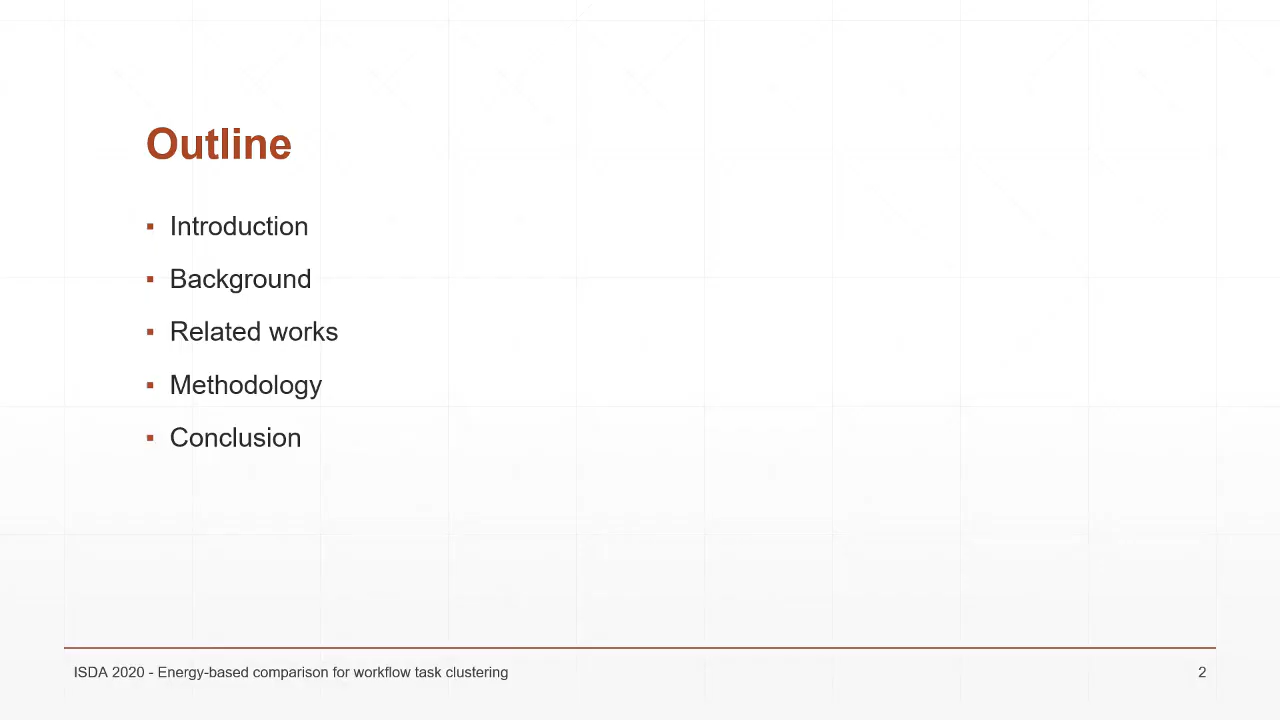 Outline
▪ Introduction
▪ Background
▪ Related works
▪ Methodology
▪ Conclusion
ISDA 2020 - Energy-based comparison for workflow task clustering
2